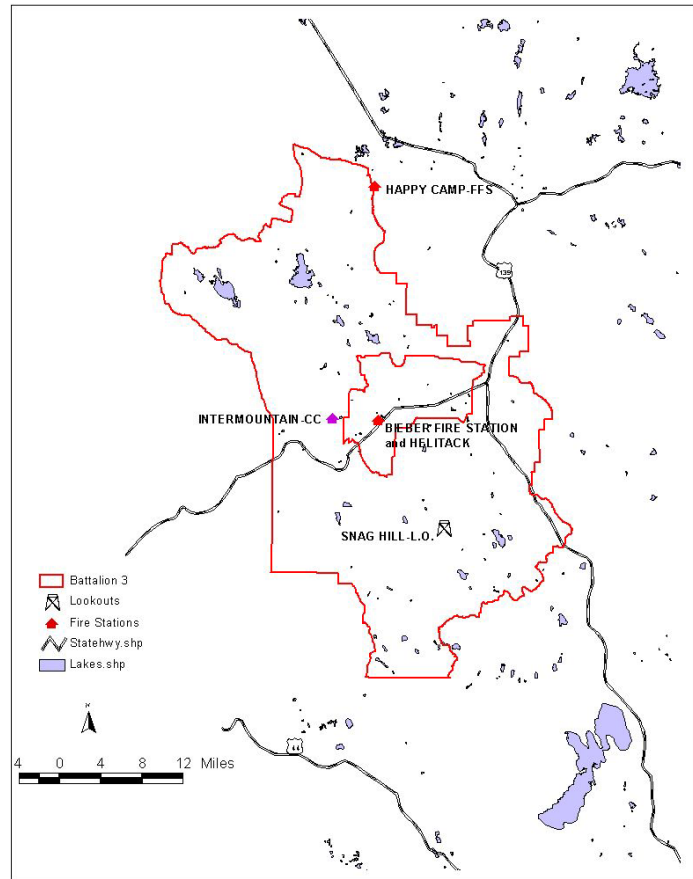 HAPPY CAMP-FFS
139
INTERMOUNTAIN-CC
BIEBER FIRE STATION
and HELITACK
SNAG HILL-L.O.
Battalion 3
Lookouts
Fire Stations
Statehwy.shp
Lakes.shp
N
44
4 0 4 8 12 Miles